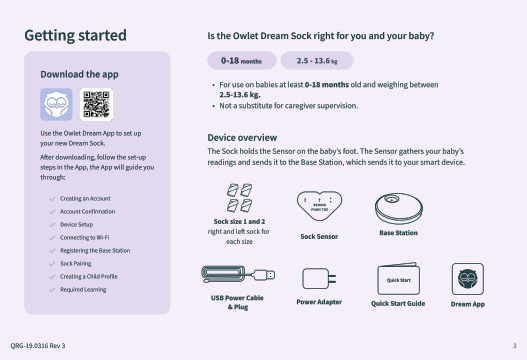 Getting started
Download the app
Use the Owlet Dream App to set up
your new Dream Sock.
After downloading, follow the set-up
steps in the App, the App will guide you
through:
Creating an Account
Account Confirmation
Device Setup
Connecting to Wi-Fi
Registering the Base Station
Sock Pairing
Creating a Child Profile
Required Learning
Is the Owlet Dream Sock right for you and your baby?
0-18 months
2.5 - 13.6 kg
• For use on babies at least 0-18 months old and weighing between
2.5-13.6 kg.
• Not a substitute for caregiver supervision.
Device overview
The Sock holds the Sensor on the baby's foot. The Sensor gathers your baby's
readings and sends it to the Base Station, which sends it to your smart device.
Sock size 1 and 2
right and left sock for
each size
Sock Sensor
Base Station
USB Power Cable
& Plug
Power Adapter
Quick Start
Quick Start Guide
Dream App
QRG-19.0316 Rev 3
3